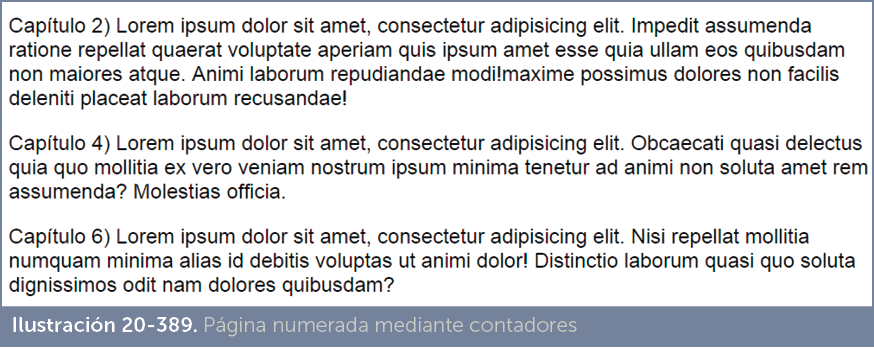 Capítulo 2) Lorem ipsum dolor sit amet, consectetur adipisicing elit. Impedit assumenda
ratione repellat quaerat voluptate aperiam quis ipsum amet esse quia ullam eos quibusdam
non maiores atque. Animi laborum repudiandae modi!maxime possimus dolores non facilis
deleniti placeat laborum recusandae!
Capítulo 4) Lorem ipsum dolor sit amet, consectetur adipisicing elit. Obcaecati quasi delectus
quia quo mollitia ex vero veniam nostrum ipsum minima tenetur ad animi non soluta amet rem
assumenda? Molestias officia.
Capítulo 6) Lorem ipsum dolor sit amet, consectetur adipisicing elit. Nisi repellat mollitia
numquam minima alias id debitis voluptas ut animi dolor! Distinctio laborum quasi quo soluta
dignissimos odit nam dolores quibusdam?
Ilustración 20-389. Página numerada mediante contadores